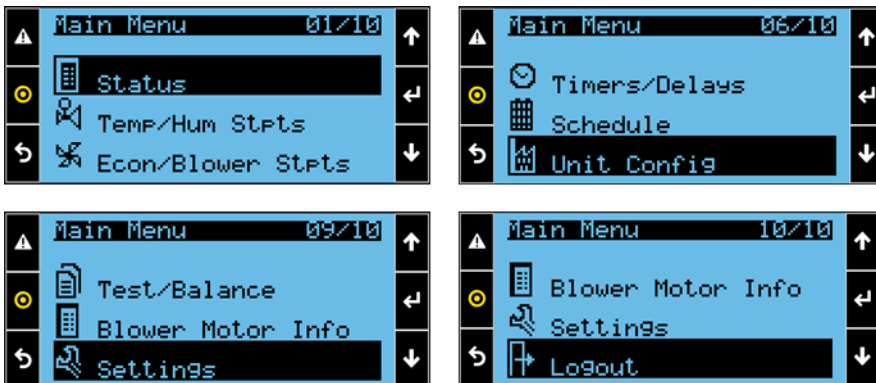 Main Menu 01/10
Status
Temp/Hum Stpts
Econ/Blower Stpts
Main Menu 06/10
Timers/Delays
Schedule
Unit Config
Main Menu 09/10
Test/Balance
Blower Motor Info
Settings
Main Menu 10/10
Blower Motor Info
Settings
Logout